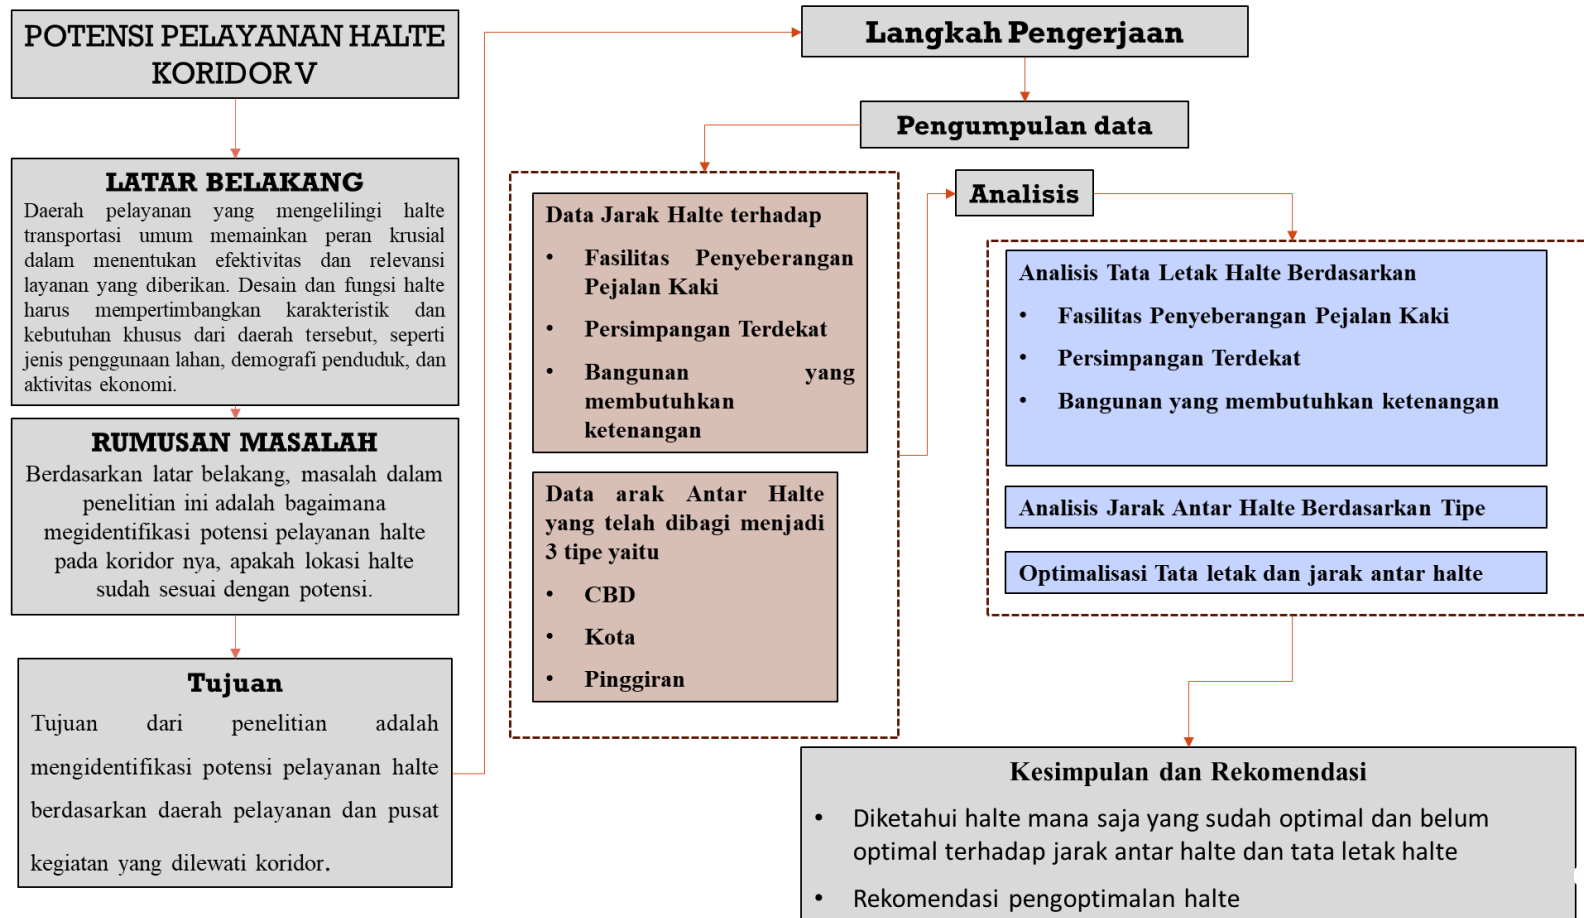 POTENSI PELAYANAN HALTE
KORIDOR V
LATAR BELAKANG
Daerah pelayanan yang mengelilingi halte
transportasi umum memainkan peran krusial
dalam menentukan efektivitas dan relevansi
layanan yang diberikan. Desain dan fungsi halte
harus mempertimbangkan karakteristik dan
kebutuhan khusus dari daerah tersebut, seperti
jenis penggunaan lahan, demografi penduduk, dan
aktivitas ekonomi.
RUMUSAN MASALAH
Berdasarkan latar belakang, masalah dalam
penelitian ini adalah bagaimana
megidentifikasi potensi pelayanan halte
pada koridor nya, apakah lokasi halte
sudah sesuai dengan potensi.
Tujuan
Tujuan dari penelitian adalah
mengidentifikasi potensi pelayanan halte
berdasarkan daerah pelayanan dan pusat
kegiatan yang dilewati koridor.
Langkah Pengerjaan
Pengumpulan data
Data Jarak Halte terhadap
• Fasilitas Penyeberangan
Pejalan Kaki
• Persimpangan Terdekat
• Bangunan yang
membutuhkan
ketenangan
Data arak Antar Halte
yang telah dibagi menjadi
3 tipe yaitu
• CBD
• Kota
• Pinggiran
Analisis
Analisis Tata Letak Halte Berdasarkan
• Fasilitas Penyeberangan Pejalan Kaki
• Persimpangan Terdekat
• Bangunan yang membutuhkan ketenangan
Analisis Jarak Antar Halte Berdasarkan Tipe
Optimalisasi Tata letak dan jarak antar halte
Kesimpulan dan Rekomendasi
• Diketahui halte mana saja yang sudah optimal dan belum
optimal terhadap jarak antar halte dan tata letak halte
• Rekomendasi pengoptimalan halte